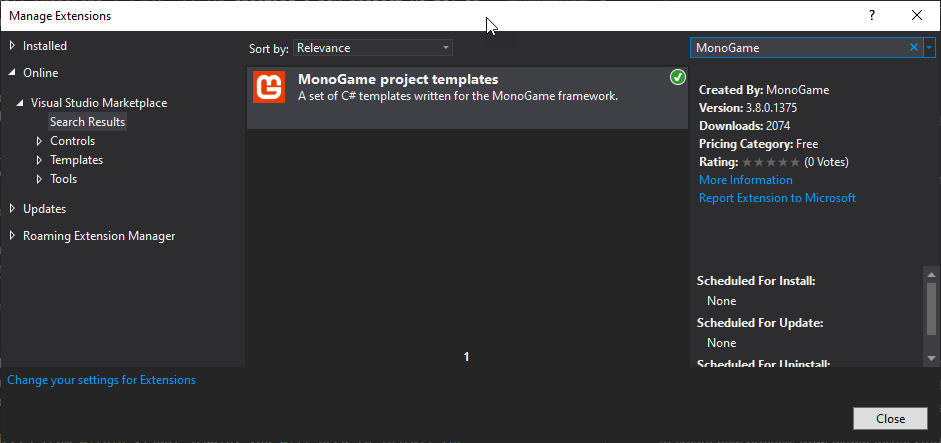 Manage Extensions
?
Installed
Online
Visual Studio Marketplace
Search Results
Controls
Templates
Tools
Updates
Roaming Extension Manager
Change your settings for Extensions
Sort by: Relevance
MonoGame project templates
A set of C# templates written for the MonoGame framework.
1
MonoGame
Created By: MonoGame
Version: 3.8.0.1375
Downloads: 2074
Pricing Category: Free
Rating: ★★★★★ (0 Votes)
More Information
Report Extension to Microsoft
Scheduled For Install:
None
Scheduled For Update:
None
Scheduled For Uninstall:
Close